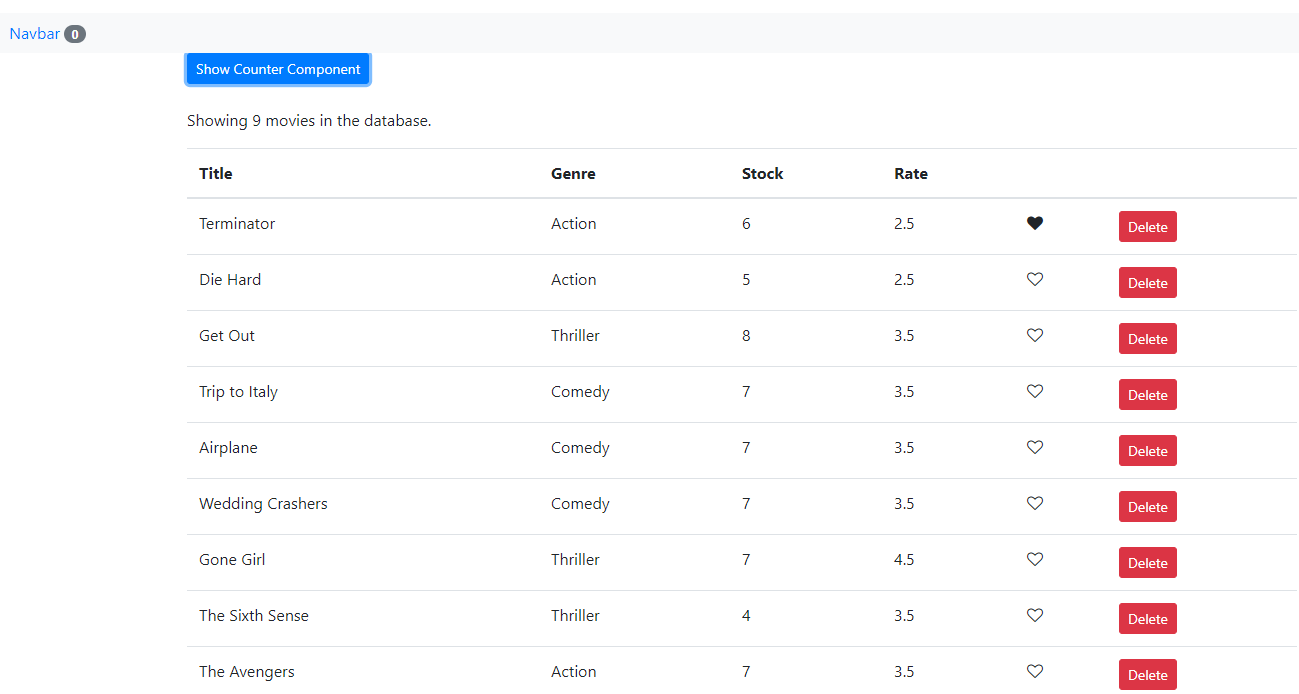 Navbar 0
Show Counter Component
Showing 9 movies in the database.
Title Genre Stock Rate
Terminator Action 6 2.5 Delete
Die Hard Action 5 2.5 Delete
Get Out Thriller 8 3.5 Delete
Trip to Italy Comedy 7 3.5 Delete
Airplane Comedy 7 3.5 Delete
Wedding Crashers Comedy 7 3.5 Delete
Gone Girl Thriller 7 4.5 Delete
The Sixth Sense Thriller 4 3.5 Delete
The Avengers Action 7 3.5 Delete